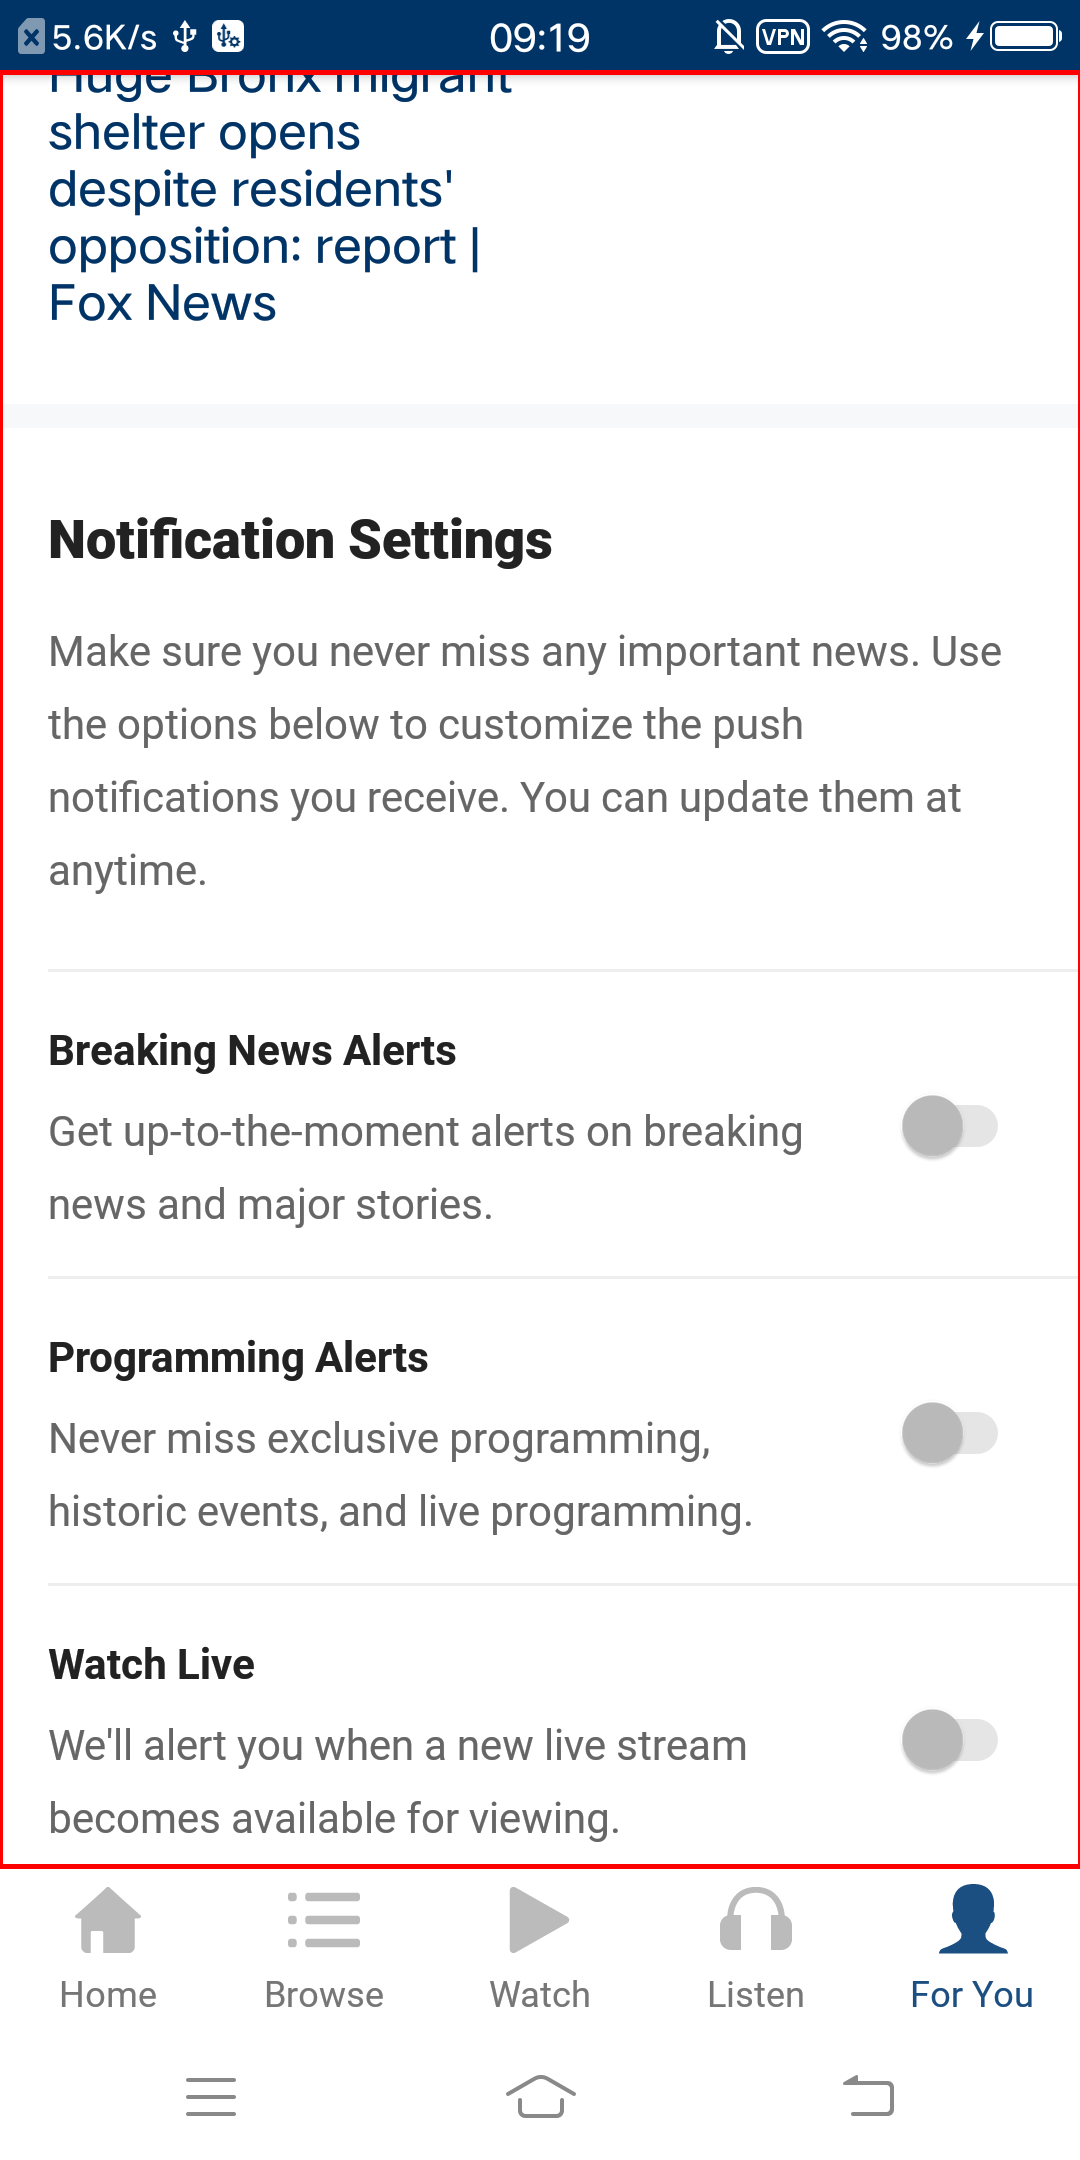 5.6K/s
09:19
VPN
98%
Huge Bronx migrant
shelter opens
despite residents'
opposition: report |
Fox News
Notification Settings
Make sure you never miss any important news. Use
the options below to customize the push
notifications you receive. You can update them at
anytime.
Breaking News Alerts
Get up-to-the-moment alerts on breaking
news and major stories.
Programming Alerts
Never miss exclusive programming,
historic events, and live programming.
Watch Live
We'll alert you when a new live stream
becomes available for viewing.
Home
Browse
Watch
Listen
For You